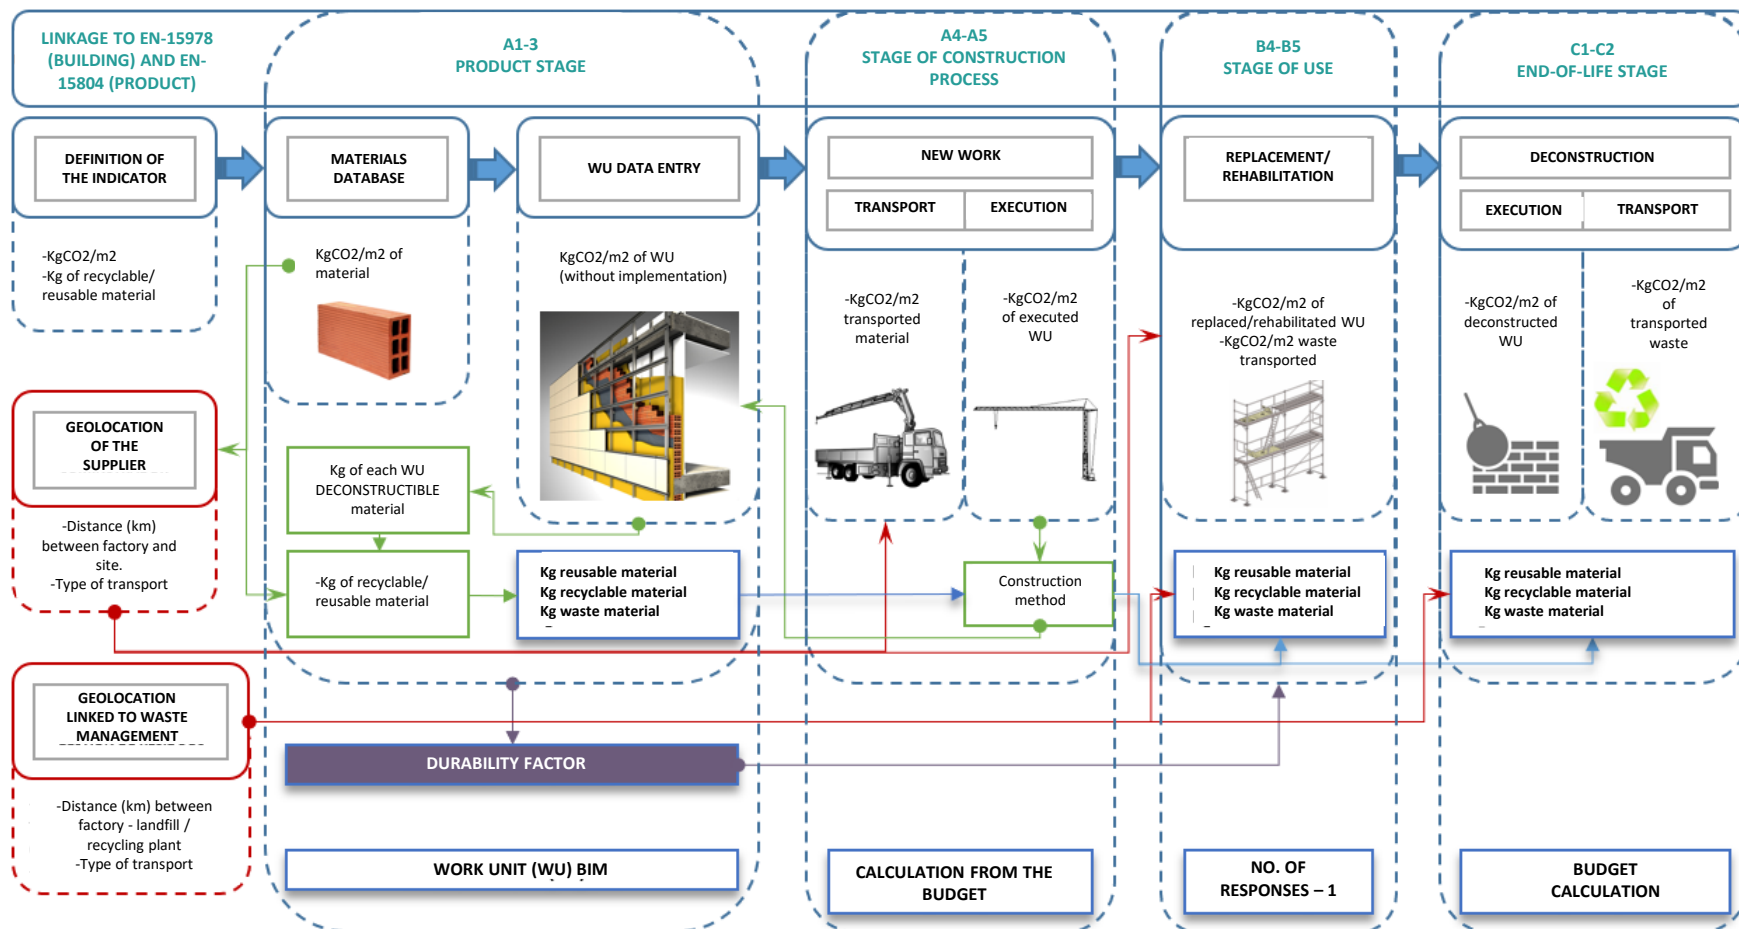 LINKAGE TO EN-15978
(BUILDING) AND EN-
15804 (PRODUCT)
A1-3
PRODUCT STAGE
A4-A5
STAGE OF CONSTRUCTION
PROCESS
B4-B5
STAGE OF USE
C1-C2
END-OF-LIFE STAGE
DEFINITION OF
THE INDICATOR
MATERIALS
DATABASE
WU DATA ENTRY
NEW WORK
TRANSPORT
EXECUTION
REPLACEMENT/
REHABILITATION
DECONSTRUCTION
EXECUTION
TRANSPORT
-KgCO2/m2
-Kg of recyclable/
reusable material
KgCO2/m2 of
material
KgCO2/m2 of WU
(without implementation)
-KgCO2/m2
transported
material
-KgCO2/m2
of executed
WU
-KgCO2/m2 of
replaced/rehabilitated WU
-KgCO2/m2 waste
transported
-KgCO2/m2 of
deconstructed
WU
-KgCO2/m2
of
transported
waste
GEOLOCATION
OF THE
SUPPLIER
-Distance (km)
between factory and
site.
-Type of transport
Kg of each WU
DECONSTRUCTIBLE
material
-Kg of recyclable/
reusable material
Kg reusable material
Kg recyclable material
Kg waste material
Construction
method
Kg reusable material
Kg recyclable material
Kg waste material
Kg reusable material
Kg recyclable material
Kg waste material
GEOLOCATION
LINKED TO WASTE
MANAGEMENT
-Distance (km) between
factory - landfill /
recycling plant
-Type of transport
DURABILITY FACTOR
WORK UNIT (WU) BIM
CALCULATION FROM THE
BUDGET
NO. OF
RESPONSES – 1
BUDGET
CALCULATION